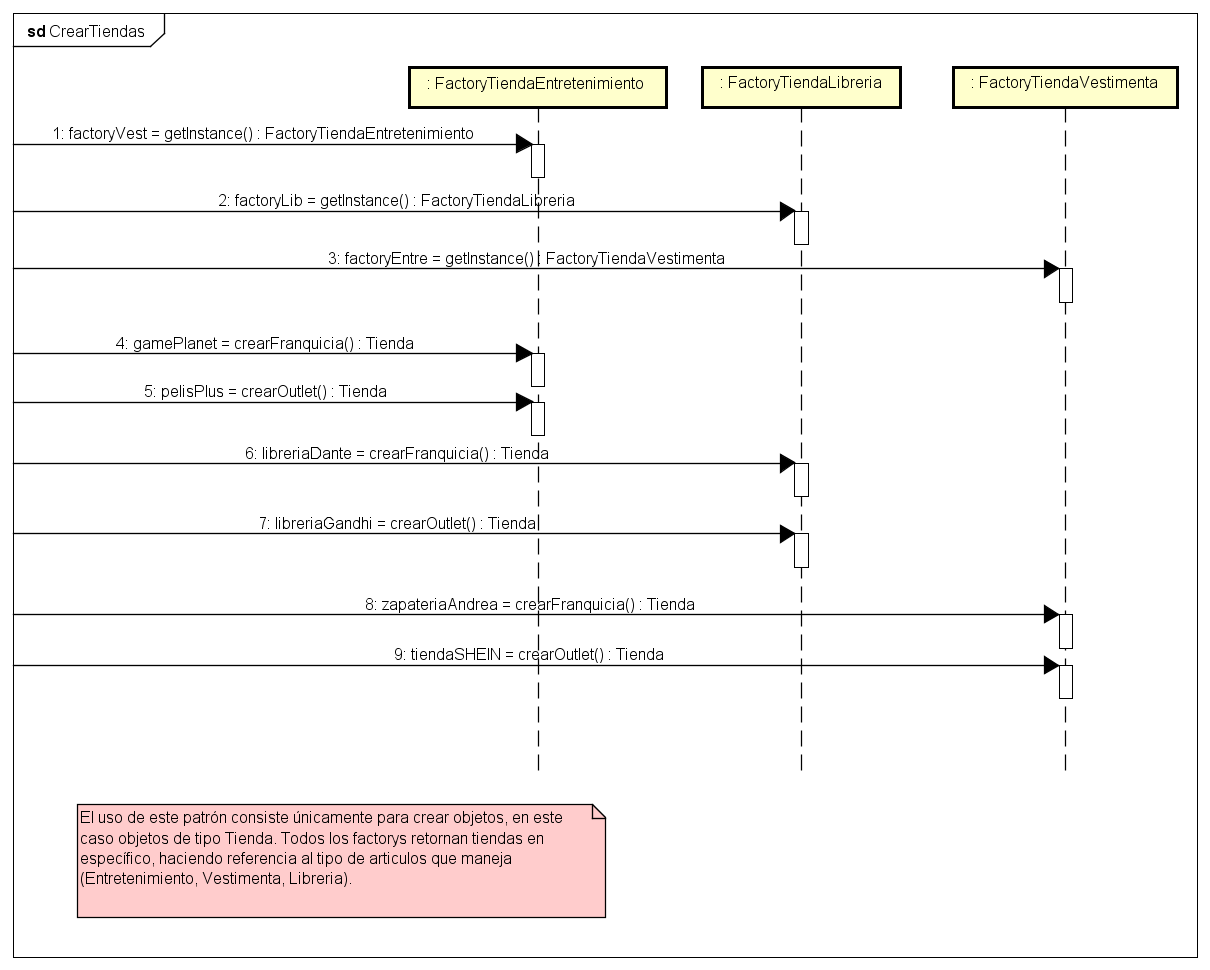 sd CrearTiendas
: FactoryTiendaEntretenimiento
: FactoryTiendaLibreria
: FactoryTiendaVestimenta
1: factoryVest = getInstance() : FactoryTiendaEntretenimiento
2: factoryLib = getInstance() : FactoryTiendaLibreria
3: factoryEntre = getInstance() : FactoryTiendaVestimenta
4: gamePlanet = crearFranquicia() : Tienda
5: pelisPlus = crearOutlet() : Tienda
6: libreriaDante = crearFranquicia() : Tienda
7: libreriaGandhi = crearOutlet() : Tienda
8: zapateriaAndrea = crearFranquicia() : Tienda
9: tiendaSHEIN = crearOutlet() : Tienda
El uso de este patrón consiste únicamente para crear objetos, en este
caso objetos de tipo Tienda. Todos los factorys retornan tiendas en
específico, haciendo referencia al tipo de articulos que maneja
(Entretenimiento, Vestimenta, Libreria).